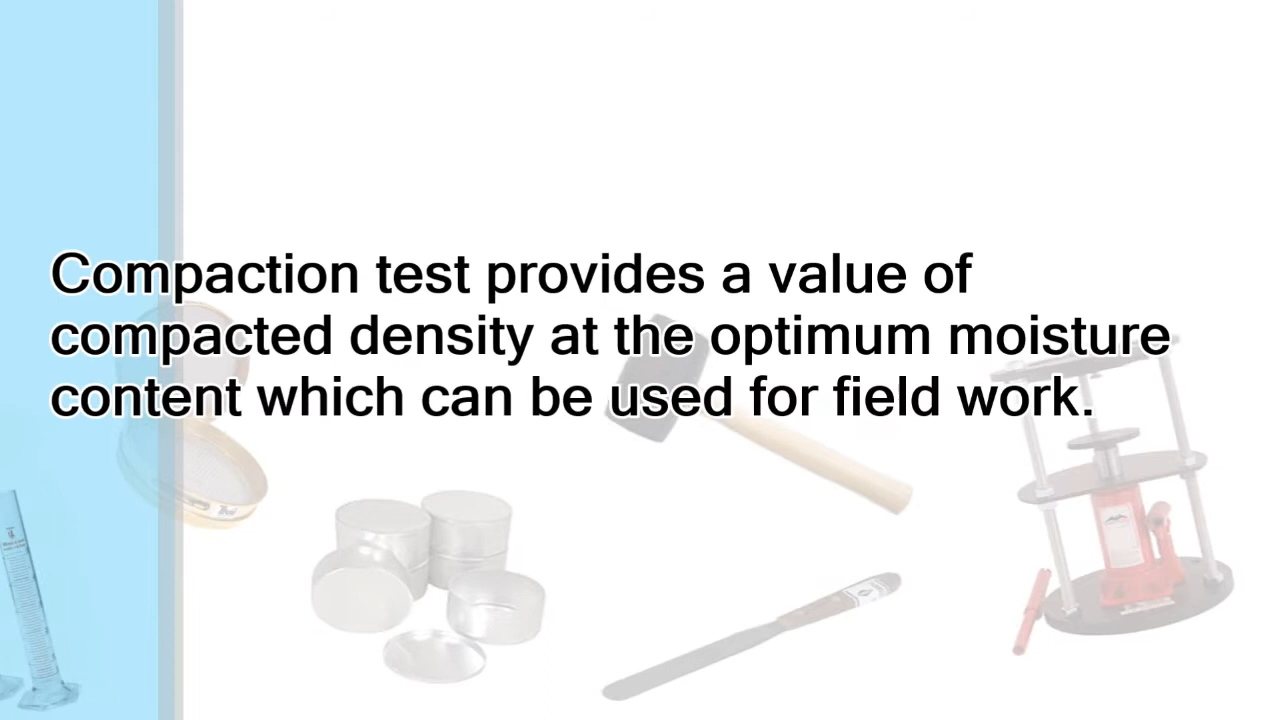 Compaction test provides a value of
compacted density at the optimum moisture
content which can be used for field work.